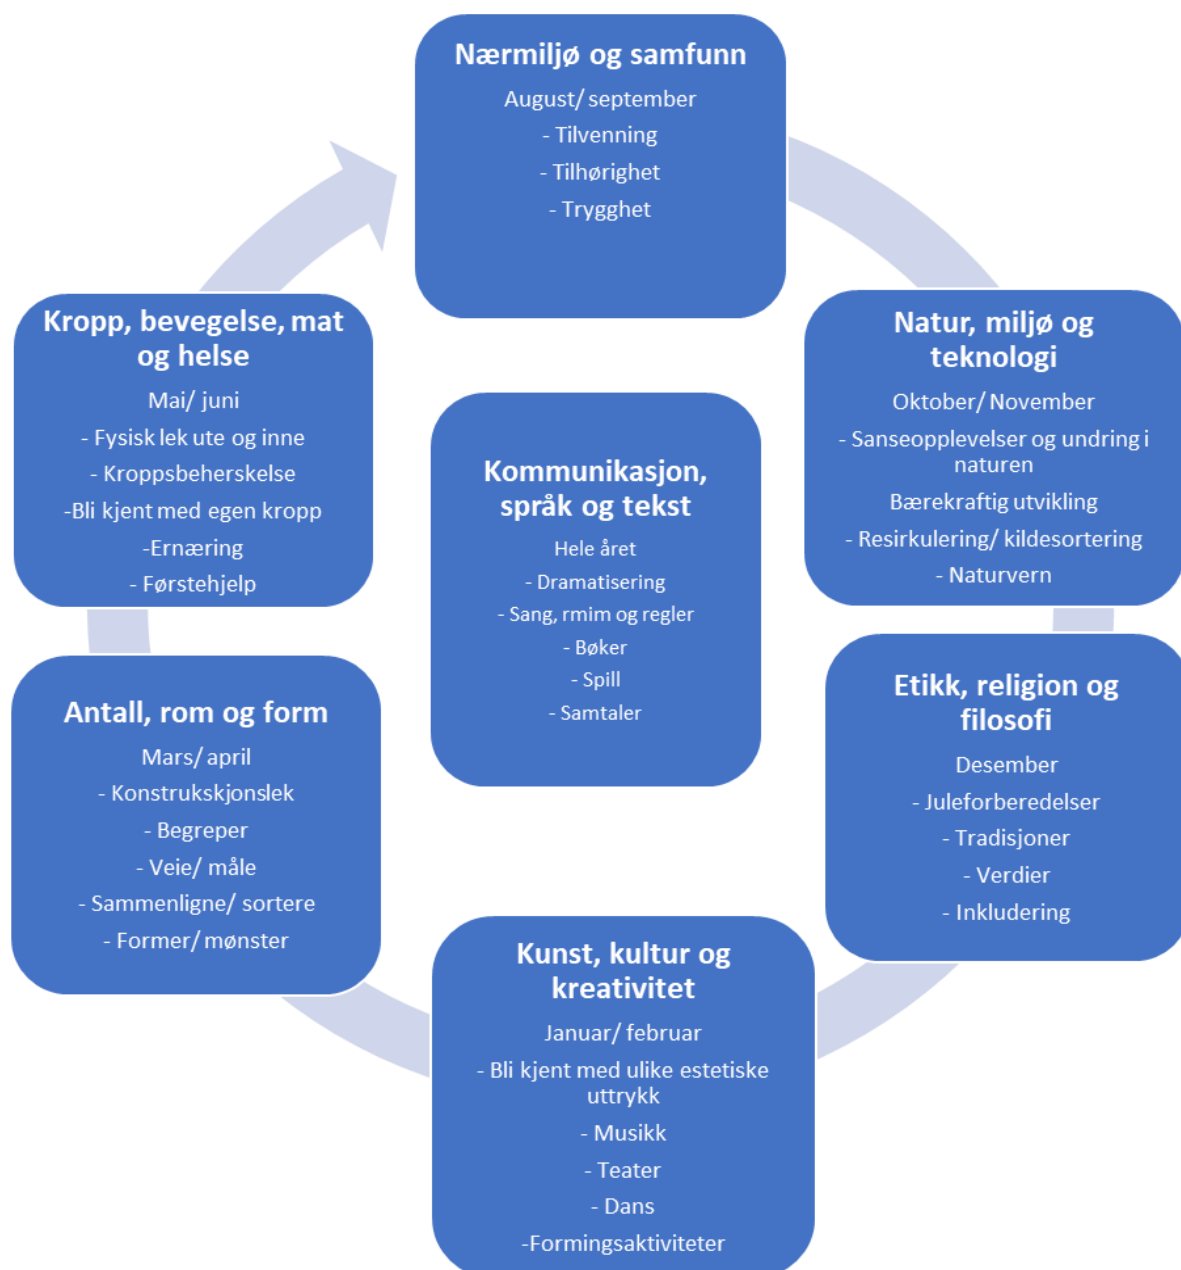 Nærmiljø og samfunn
August/ september
- Tilvenning
- Tilhørighet
- Trygghet
Natur, miljø og
teknologi
Oktober/ November
- Sanseopplevelser og undring i
naturen
Bærekraftig utvikling
- Resirkulering/ kildesortering
- Naturvern
Etikk, religion og
filosofi
Desember
- Juleforberedelser
- Tradisjoner
- Verdier
- Inkludering
Kunst, kultur og
kreativitet
Januar/ februar
- Bli kjent med ulike estetiske
uttrykk
- Musikk
- Teater
- Dans
-Formingsaktiviteter
Antall, rom og form
Mars/ april
- Konstrukskjonslek
- Begreper
- Veie/ måle
- Sammenligne/ sortere
- Former/ mønster
Kropp, bevegelse, mat
og helse
Mai/ juni
- Fysisk lek ute og inne
- Kroppsbeherskelse
-Bli kjent med egen kropp
-Ernæring
- Førstehjelp
Kommunikasjon,
språk og tekst
Hele året
- Dramatisering
- Sang, rmim og regler
- Bøker
- Spill
- Samtaler